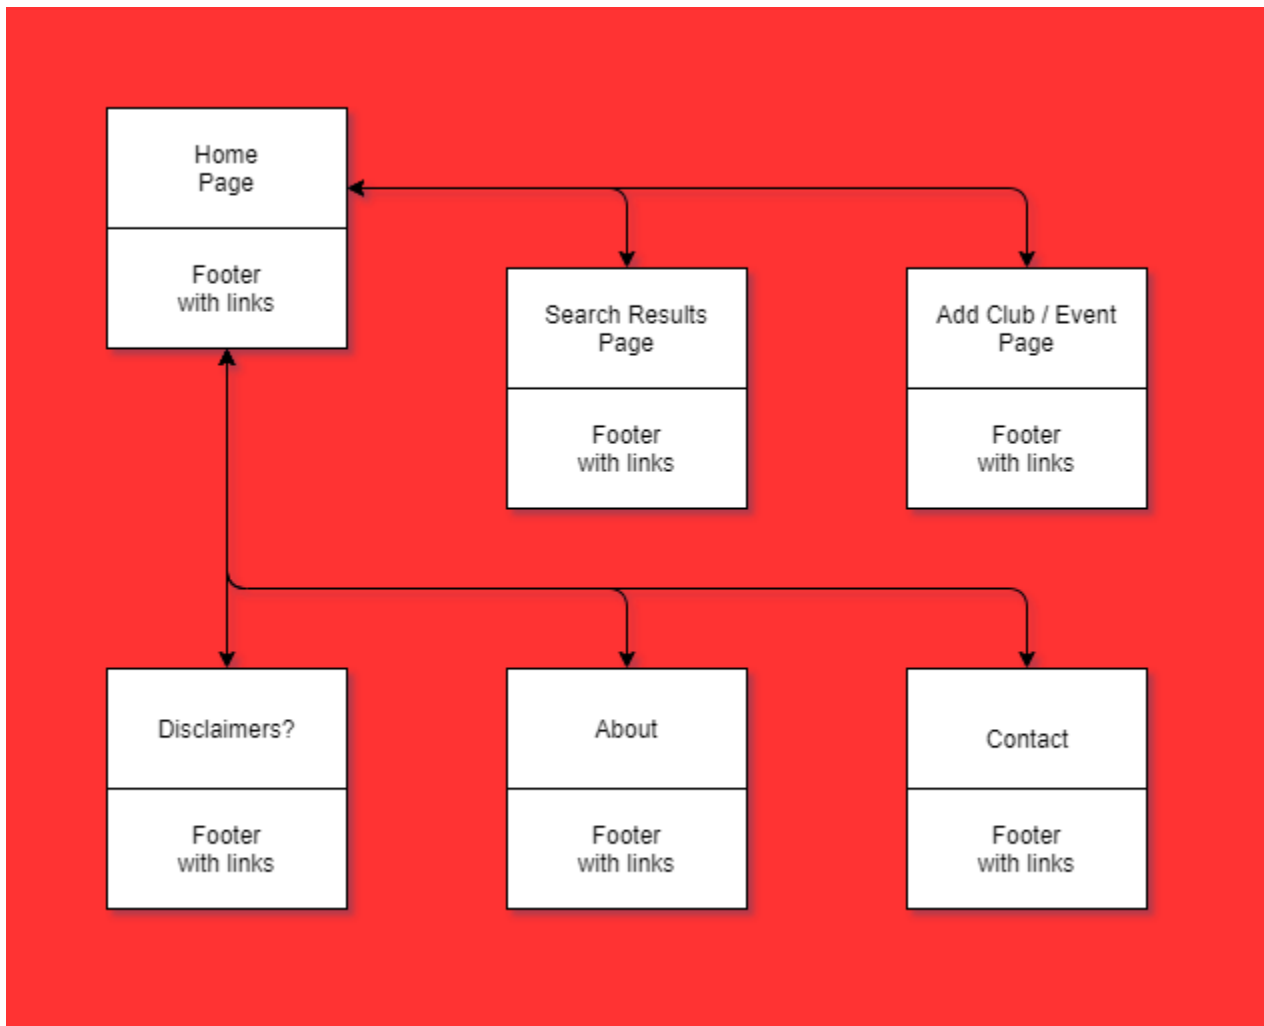 Home
Page
Footer
with links
Search Results
Page
Footer
with links
Add Club / Event
Page
Footer
with links
Disclaimers?
Footer
with links
About
Footer
with links
Contact
Footer
with links